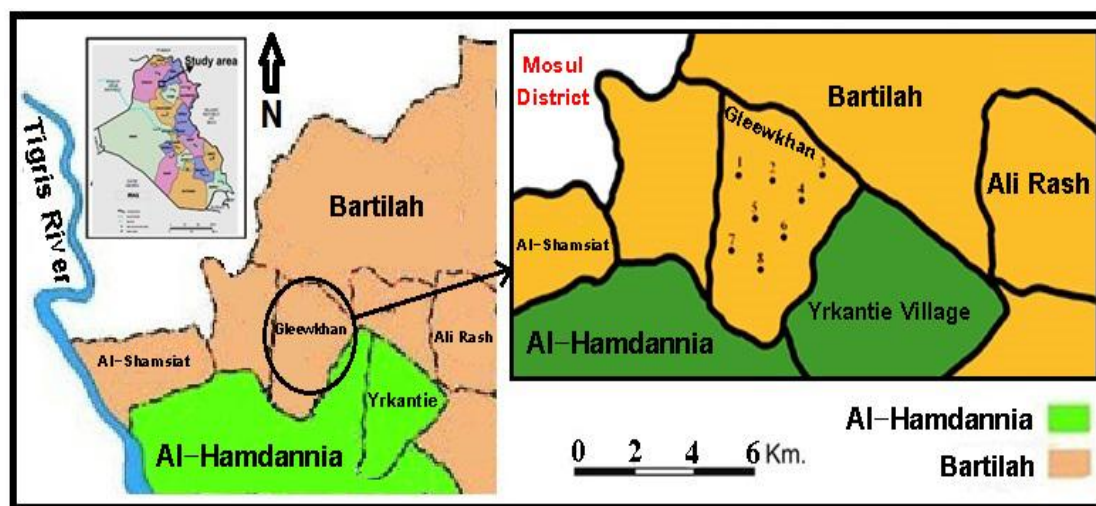 Study area
N
Tigris River
Bartilah
Gleewkhan
Al-Shamsiat
Ali Rash
Yrkantie
Al-Hamdannia
Mosul
District
Bartilah
Gleewkhan
Ali Rash
1
2
3
4
5
6
7
8
Al-Shamsiat
Yrkantie Village
Al-Hamdannia
0 2 4 6 Km.
Al-Hamdannia
Bartilah